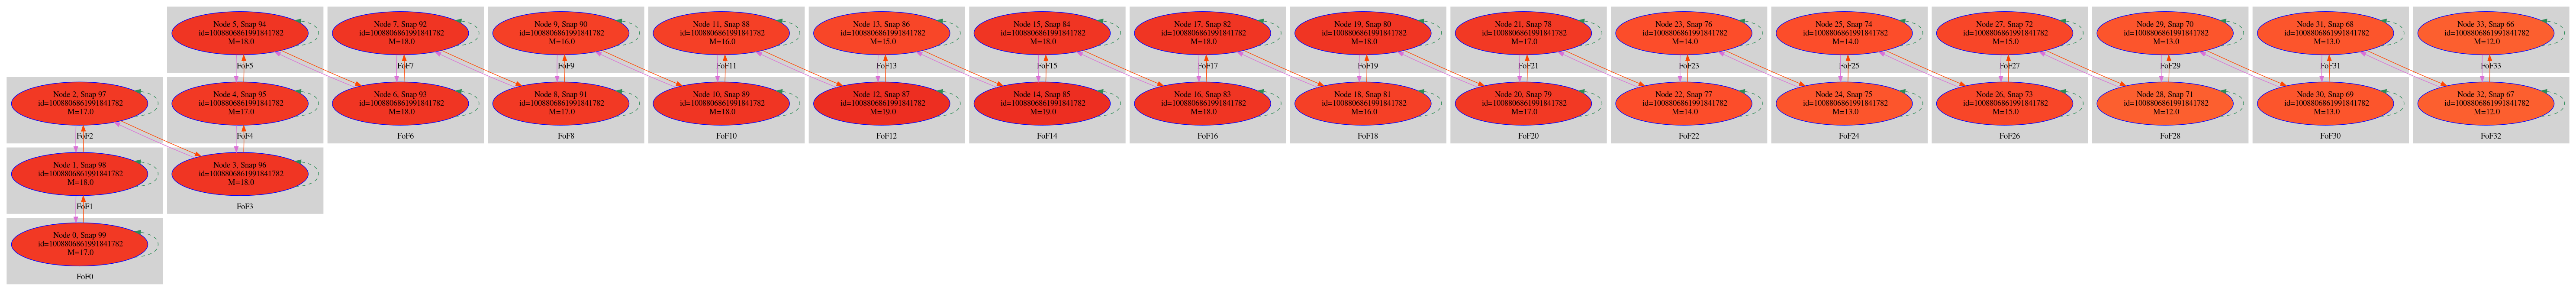 Node 5, Snap 94
id=1008806861991841782
M=18.0
FoF5
Node 7, Snap 92
id=1008806861991841782
M=18.0
FoF7
Node 9, Snap 90
id=1008806861991841782
M=16.0
FoF9
Node 11, Snap 88
id=1008806861991841782
M=16.0
FoF11
Node 13, Snap 86
id=1008806861991841782
M=15.0
FoF13
Node 15, Snap 84
id=1008806861991841782
M=18.0
FoF15
Node 17, Snap 82
id=1008806861991841782
M=18.0
FoF17
Node 19, Snap 80
id=1008806861991841782
M=18.0
FoF19
Node 21, Snap 78
id=1008806861991841782
M=17.0
FoF21
Node 23, Snap 76
id=1008806861991841782
M=14.0
FoF23
Node 25, Snap 74
id=1008806861991841782
M=14.0
FoF25
Node 27, Snap 72
id=1008806861991841782
M=15.0
FoF27
Node 29, Snap 70
id=1008806861991841782
M=13.0
FoF29
Node 31, Snap 68
id=1008806861991841782
M=13.0
FoF31
Node 33, Snap 66
id=1008806861991841782
M=12.0
FoF33
Node 2, Snap 97
id=1008806861991841782
M=17.0
FoF2
Node 4, Snap 95
id=1008806861991841782
M=17.0
FoF4
Node 6, Snap 93
id=1008806861991841782
M=18.0
FoF6
Node 8, Snap 91
id=1008806861991841782
M=17.0
FoF8
Node 10, Snap 89
id=1008806861991841782
M=18.0
FoF10
Node 12, Snap 87
id=1008806861991841782
M=19.0
FoF12
Node 14, Snap 85
id=1008806861991841782
M=19.0
FoF14
Node 16, Snap 83
id=1008806861991841782
M=18.0
FoF16
Node 18, Snap 81
id=1008806861991841782
M=16.0
FoF18
Node 20, Snap 79
id=1008806861991841782
M=17.0
FoF20
Node 22, Snap 77
id=1008806861991841782
M=14.0
FoF22
Node 24, Snap 75
id=1008806861991841782
M=13.0
FoF24
Node 26, Snap 73
id=1008806861991841782
M=15.0
FoF26
Node 28, Snap 71
id=1008806861991841782
M=12.0
FoF28
Node 30, Snap 69
id=1008806861991841782
M=13.0
FoF30
Node 32, Snap 67
id=1008806861991841782
M=12.0
FoF32
Node 1, Snap 98
id=1008806861991841782
M=18.0
FoF1
Node 3, Snap 96
id=1008806861991841782
M=18.0
FoF3
Node 0, Snap 99
id=1008806861991841782
M=17.0
FoF0